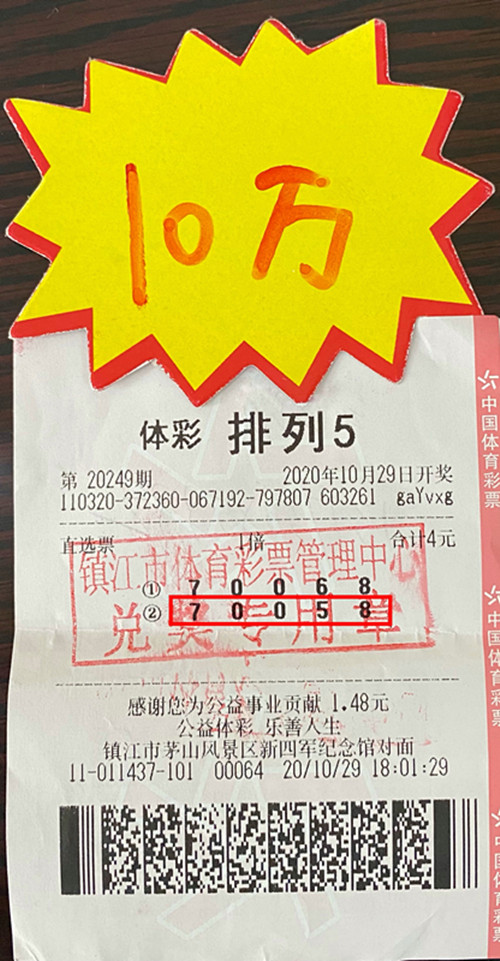 10万
体彩 排列5
第 20249期 2020年10月29日开奖
110320-372360-067192-797807 603261 gaYvxg
直选票 1倍 合计4元
镇江市体育彩票管理中心
① 7 0 0 6 8
② 7 0 0 5 8
兑奖专用章
感谢您为公益事业贡献 1.48元
公益体彩 乐善人生
镇江市茅山风景区新四军纪念馆对面
11-011437-101 00064 20/10/29 18:01:29
中国体育彩票
中国体育彩票
中国体育彩票